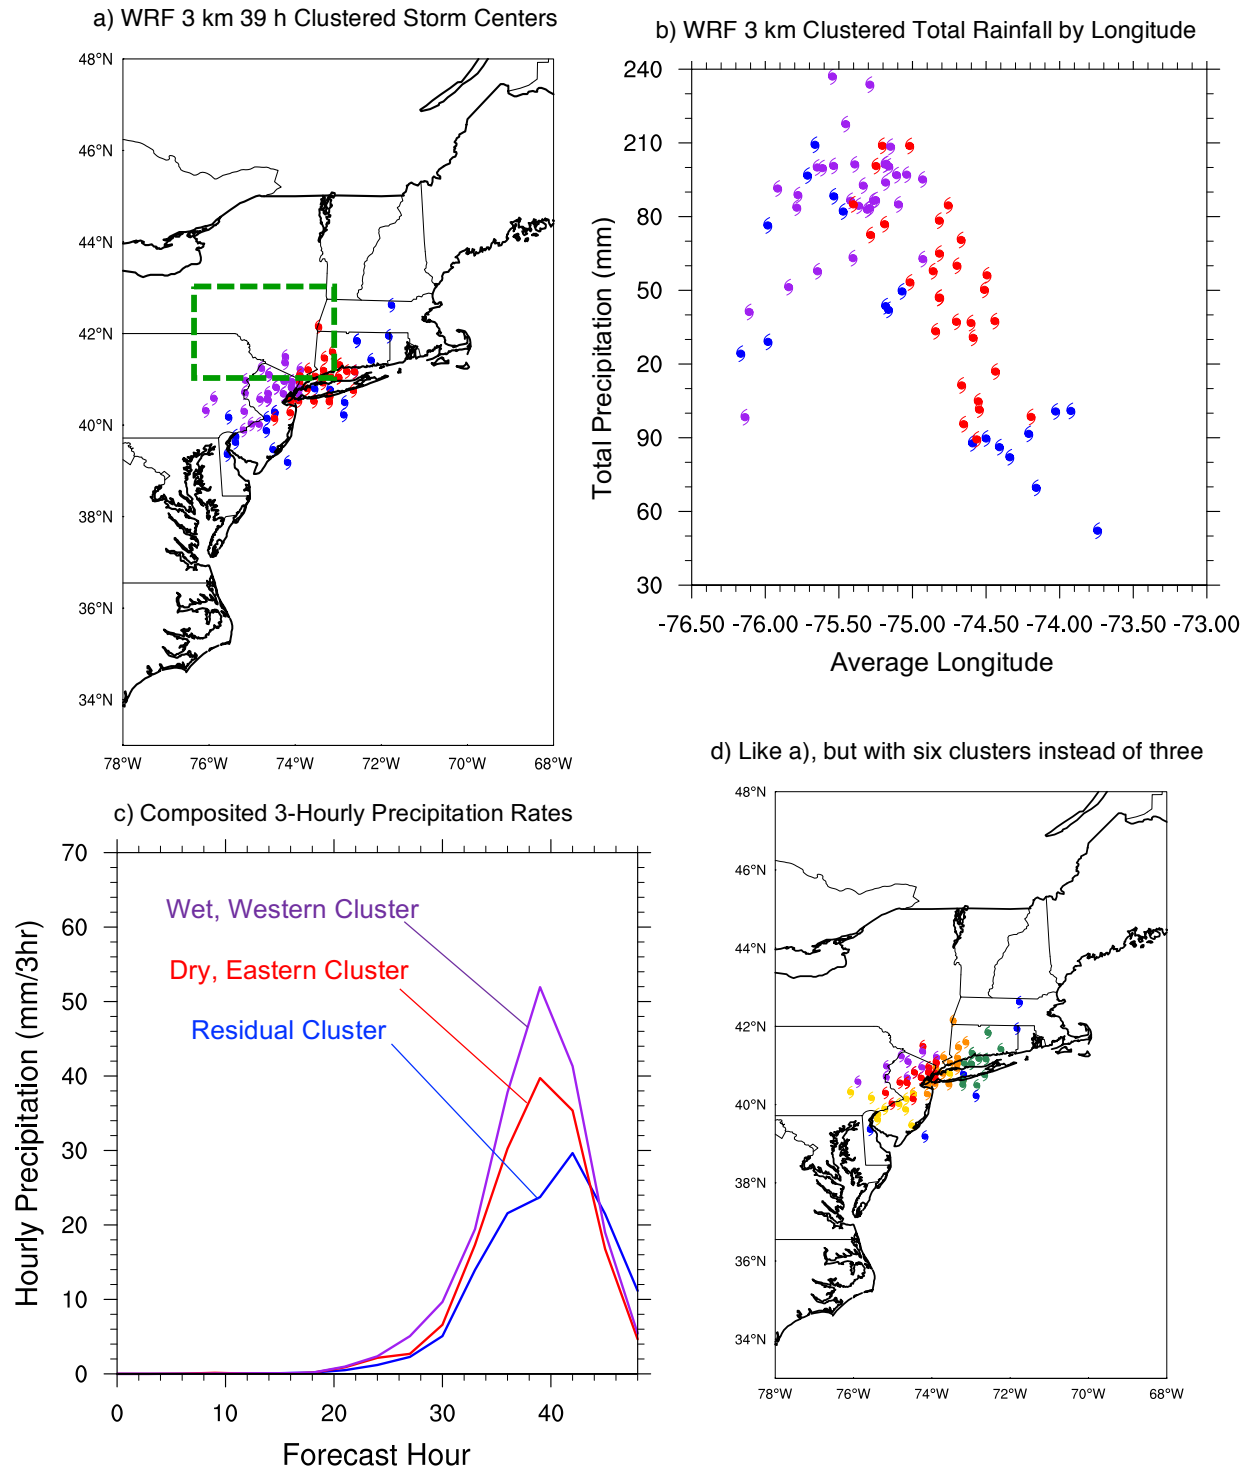 a) WRF 3 km 39 h Clustered Storm Centers
48°N
46°N
44°N
42°N
40°N
38°N
36°N
34°N
78°W 76°W 74°W 72°W 70°W 68°W
b) WRF 3 km Clustered Total Rainfall by Longitude
Total Precipitation (mm)
240
210
80
50
20
90
60
30
-76.50 -76.00 -75.50 -75.00 -74.50 -74.00 -73.50 -73.00
Average Longitude
c) Composited 3-Hourly Precipitation Rates
Hourly Precipitation (mm/3hr)
70
60
50
40
30
20
10
0
Wet, Western Cluster
Dry, Eastern Cluster
Residual Cluster
0 10 20 30 40
Forecast Hour
d) Like a), but with six clusters instead of three
48°N
46°N
44°N
42°N
40°N
38°N
36°N
34°N
78°W 76°W 74°W 72°W 70°W 68°W